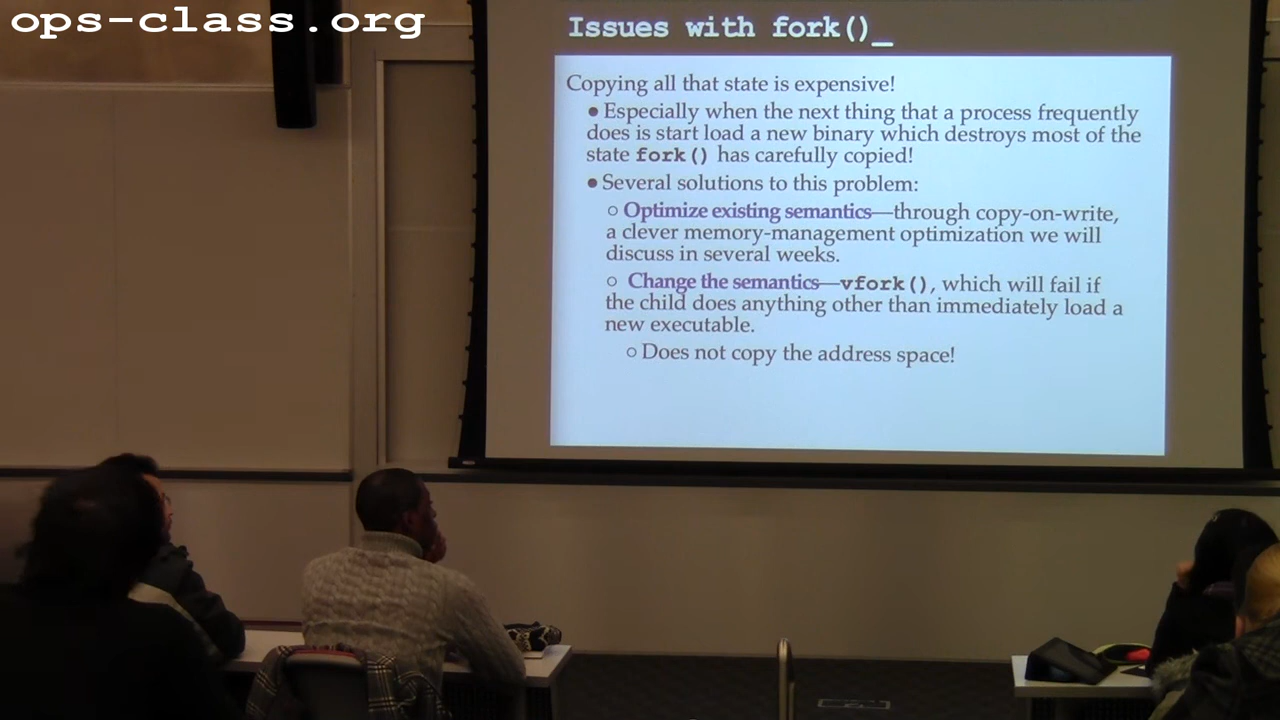 ops-class.org
Issues with fork()_
Copying all that state is expensive!
● Especially when the next thing that a process frequently
does is start load a new binary which destroys most of the
state fork() has carefully copied!
● Several solutions to this problem:
○ Optimize existing semantics—through copy-on-write,
a clever memory-management optimization we will
discuss in several weeks.
○ Change the semantics—vfork(), which will fail if
the child does anything other than immediately load a
new executable.
○ Does not copy the address space!